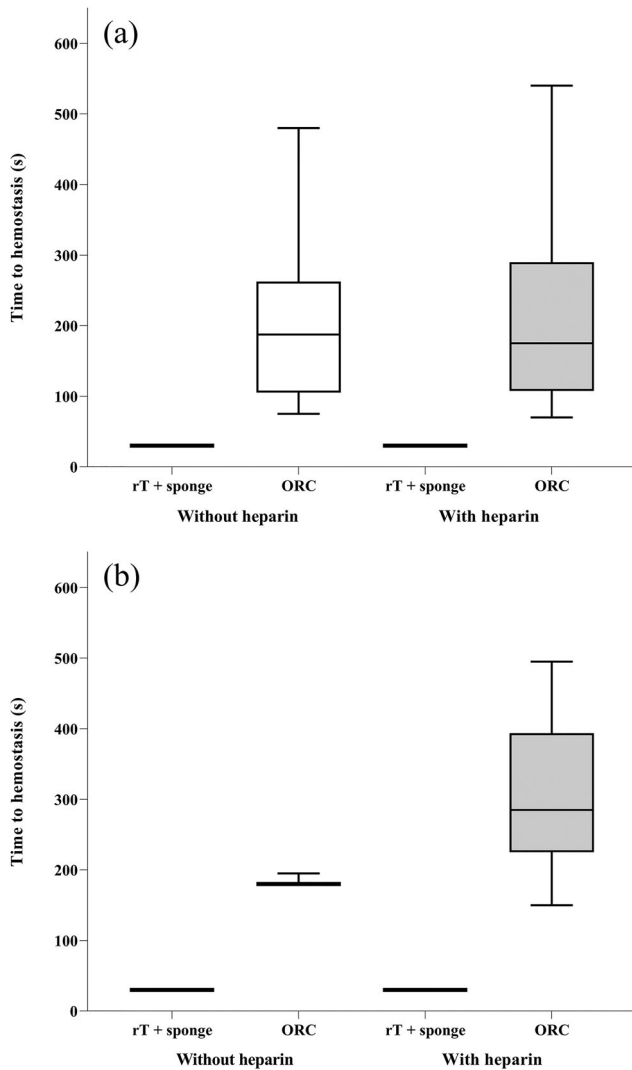 (a)
600
500
400
300
200
100
0
Time to hemostasis (s)
rT + sponge ORC rT + sponge ORC
Without heparin With heparin
(b)
600
500
400
300
200
100
0
Time to hemostasis (s)
rT + sponge ORC rT + sponge ORC
Without heparin With heparin